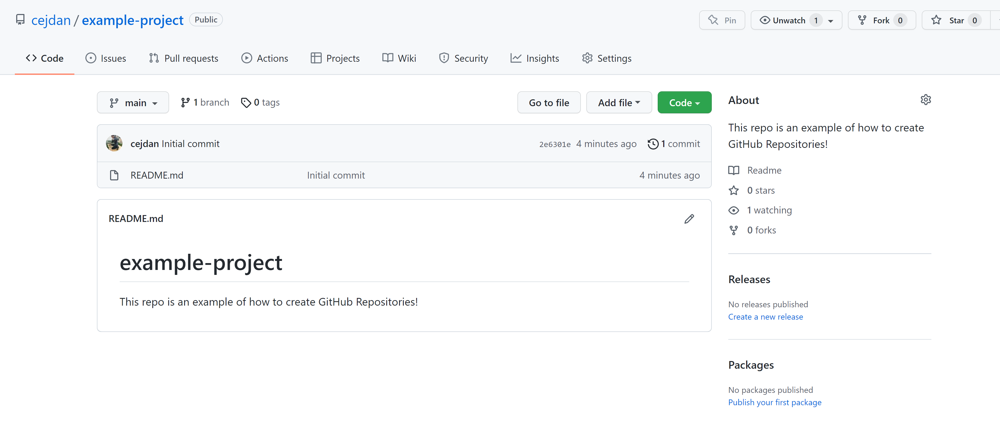 cejdan / example-project Public
Pin
Unwatch 1
Fork 0
Star 0
Code
Issues
Pull requests
Actions
Projects
Wiki
Security
Insights
Settings
main
1 branch
0 tags
Go to file
Add file
Code
cejdan Initial commit
2e6301e 4 minutes ago
1 commit
README.md
Initial commit
4 minutes ago
README.md
example-project
This repo is an example of how to create GitHub Repositories!
About
This repo is an example of how to create
GitHub Repositories!
Readme
0 stars
1 watching
0 forks
Releases
No releases published
Create a new release
Packages
No packages published
Publish your first package